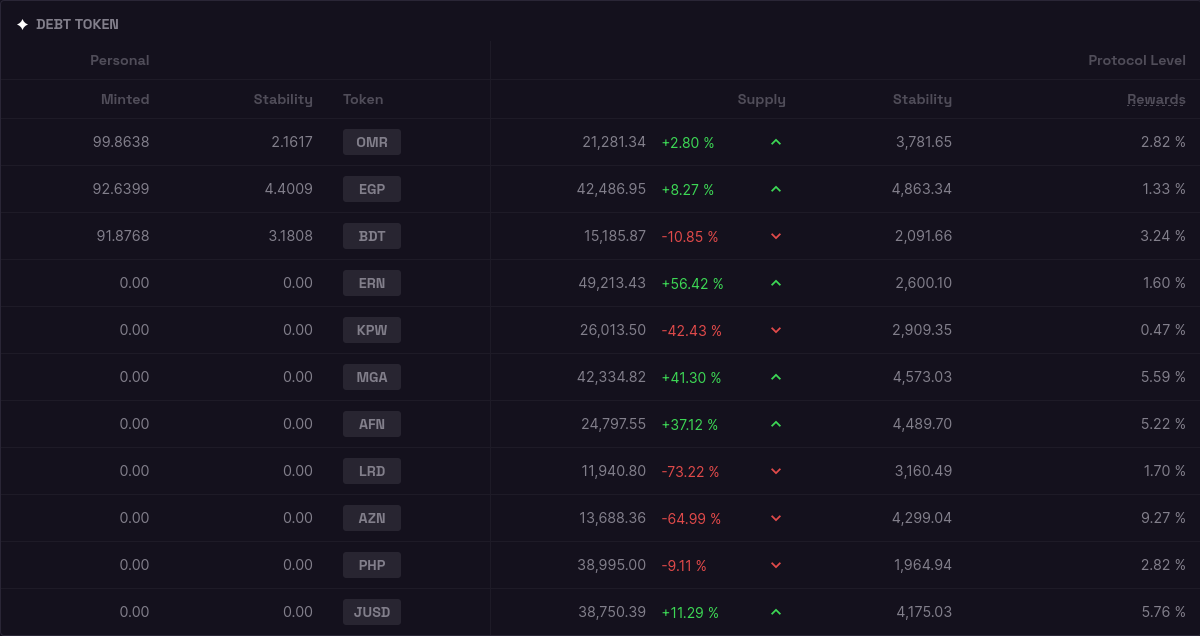 DEBT TOKEN
Personal Protocol Level
Minted Stability Token Supply Stability Rewards
99.8638 2.1617 OMR 21,281.34 +2.80 % 3,781.65 2.82 %
92.6399 4.4009 EGP 42,486.95 +8.27 % 4,863.34 1.33 %
91.8768 3.1808 BDT 15,185.87 -10.85 % 2,091.66 3.24 %
0.00 0.00 ERN 49,213.43 +56.42 % 2,600.10 1.60 %
0.00 0.00 KPW 26,013.50 -42.43 % 2,909.35 0.47 %
0.00 0.00 MGA 42,334.82 +41.30 % 4,573.03 5.59 %
0.00 0.00 AFN 24,797.55 +37.12 % 4,489.70 5.22 %
0.00 0.00 LRD 11,940.80 -73.22 % 3,160.49 1.70 %
0.00 0.00 AZN 13,688.36 -64.99 % 4,299.04 9.27 %
0.00 0.00 PHP 38,995.00 -9.11 % 1,964.94 2.82 %
0.00 0.00 JUSD 38,750.39 +11.29 % 4,175.03 5.76 %